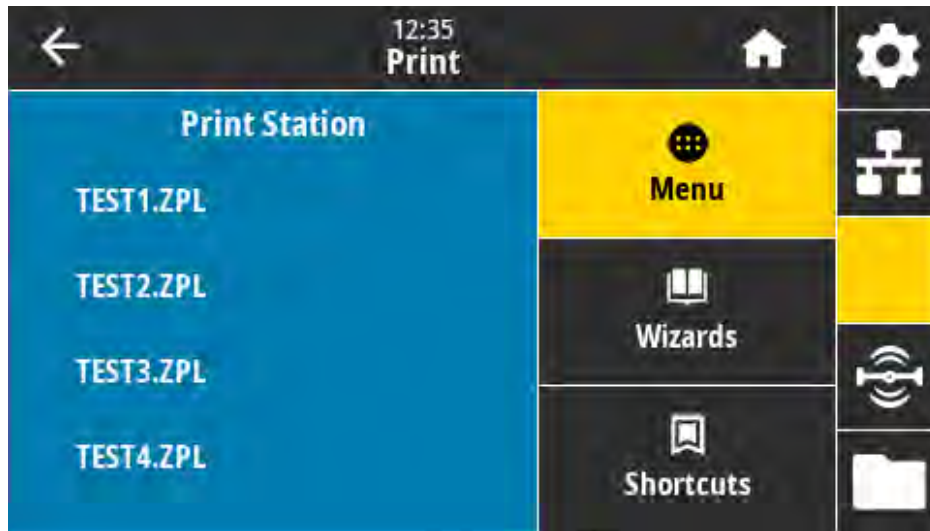 12:35
Print
Print Station
TEST1.ZPL
TEST2.ZPL
TEST3.ZPL
TEST4.ZPL
Menu
Wizards
Shortcuts